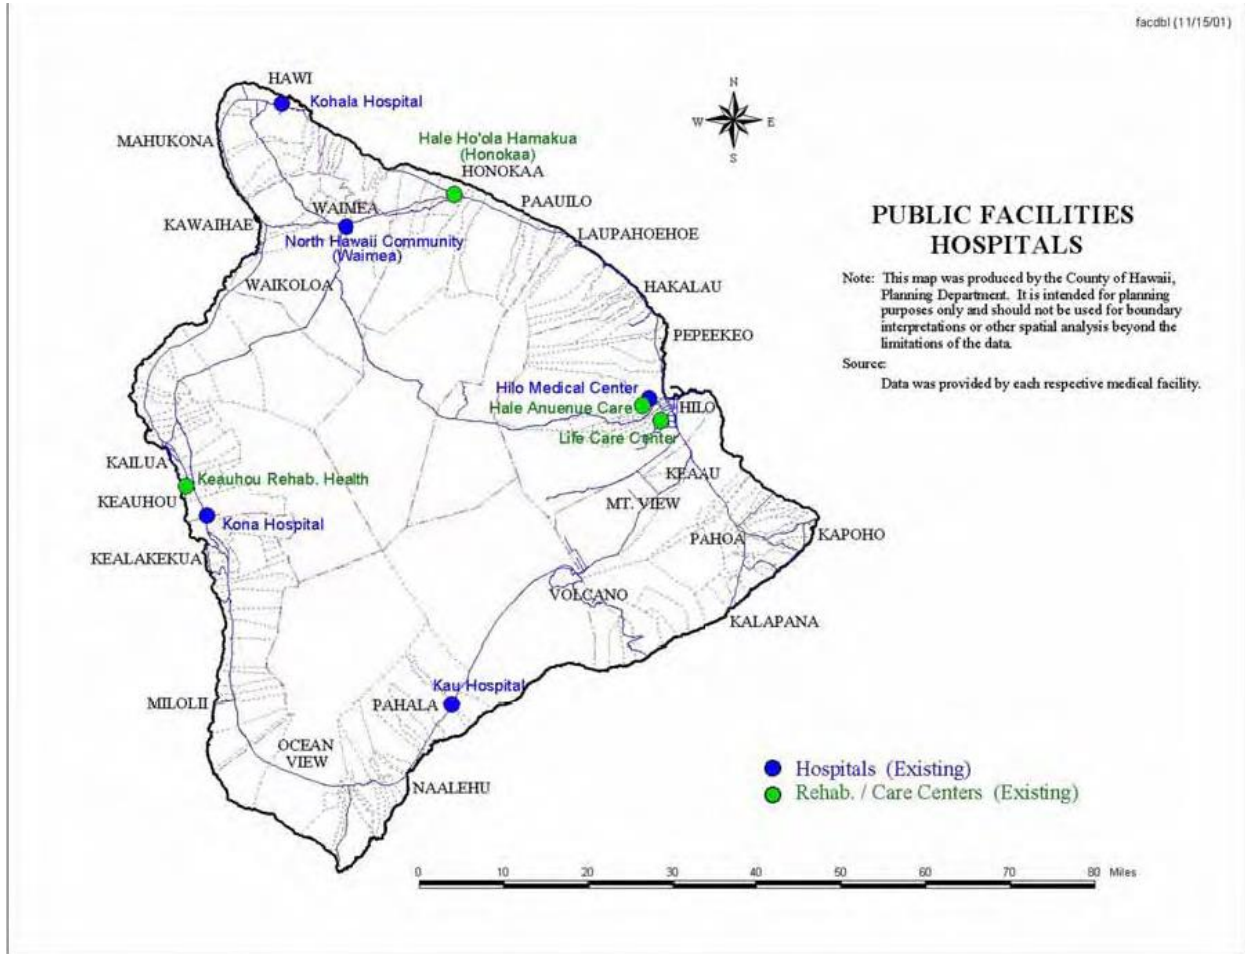 facdbl (11/15/01)
HAWI
Kohala Hospital
MAHUKONA
Hale Ho'ola Hamakua
(Honokaa)
HONOKAA
PAAUILO
WAIMEA
KAWAIHAE
North Hawaii Community
(Waimea)
LAUPAHOEHOE
WAIKOLOA
HAKALAU
PEPEEKEO
N
W
E
S
PUBLIC FACILITIES
HOSPITALS
Note: This map was produced by the County of Hawaii,
Planning Department. It is intended for planning
purposes only and should not be used for boundary
interpretations or other spatial analysis beyond the
limitations of the data.
Source:
Data was provided by each respective medical facility.
Hilo Medical Center
Hale Anuenue Care
HILO
Life Care Center
KAILUA
Keauhou Rehab. Health
KEAUHOU
Kona Hospital
KEALAKEKUA
KEAAU
MT. VIEW
PAHOA
KAPOHO
VOLCANO
KALAPANA
Kau Hospital
MILOLII
PAHALA
OCEAN
VIEW
NAALEHU
Hospitals (Existing)
Rehab. / Care Centers (Existing)
0 10 20 30 40 50 60 70 80 Miles